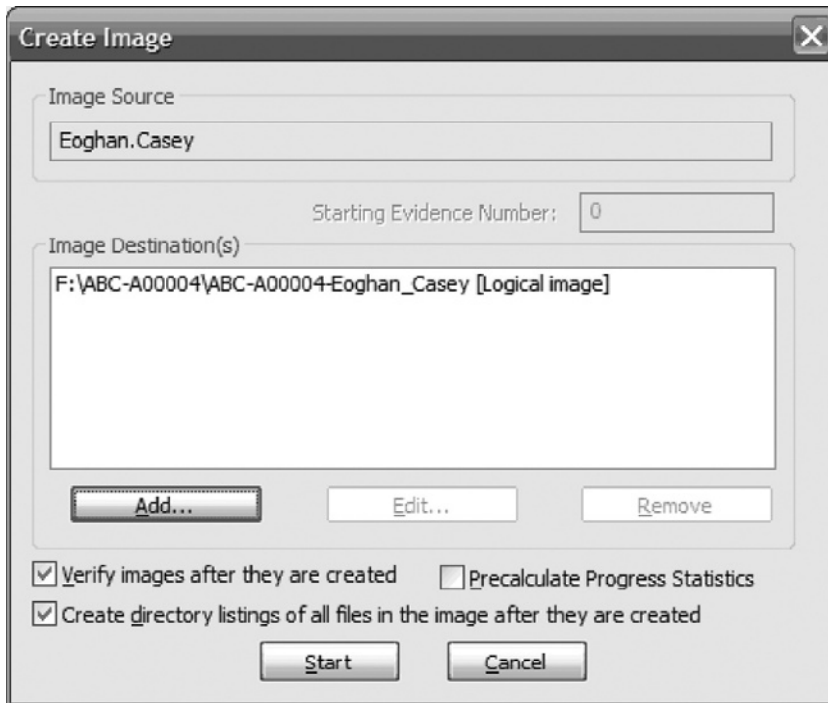 Create Image
Image Source
Eoghan.Casey
Starting Evidence Number: 0
Image Destination(s)
F:\ABC-A00004\ABC-A00004-Eoghan_Casey [Logical image]
Add... Edit... Remove
Verify images after they are created Precalculate Progress Statistics
Create directory listings of all files in the image after they are created
Start Cancel